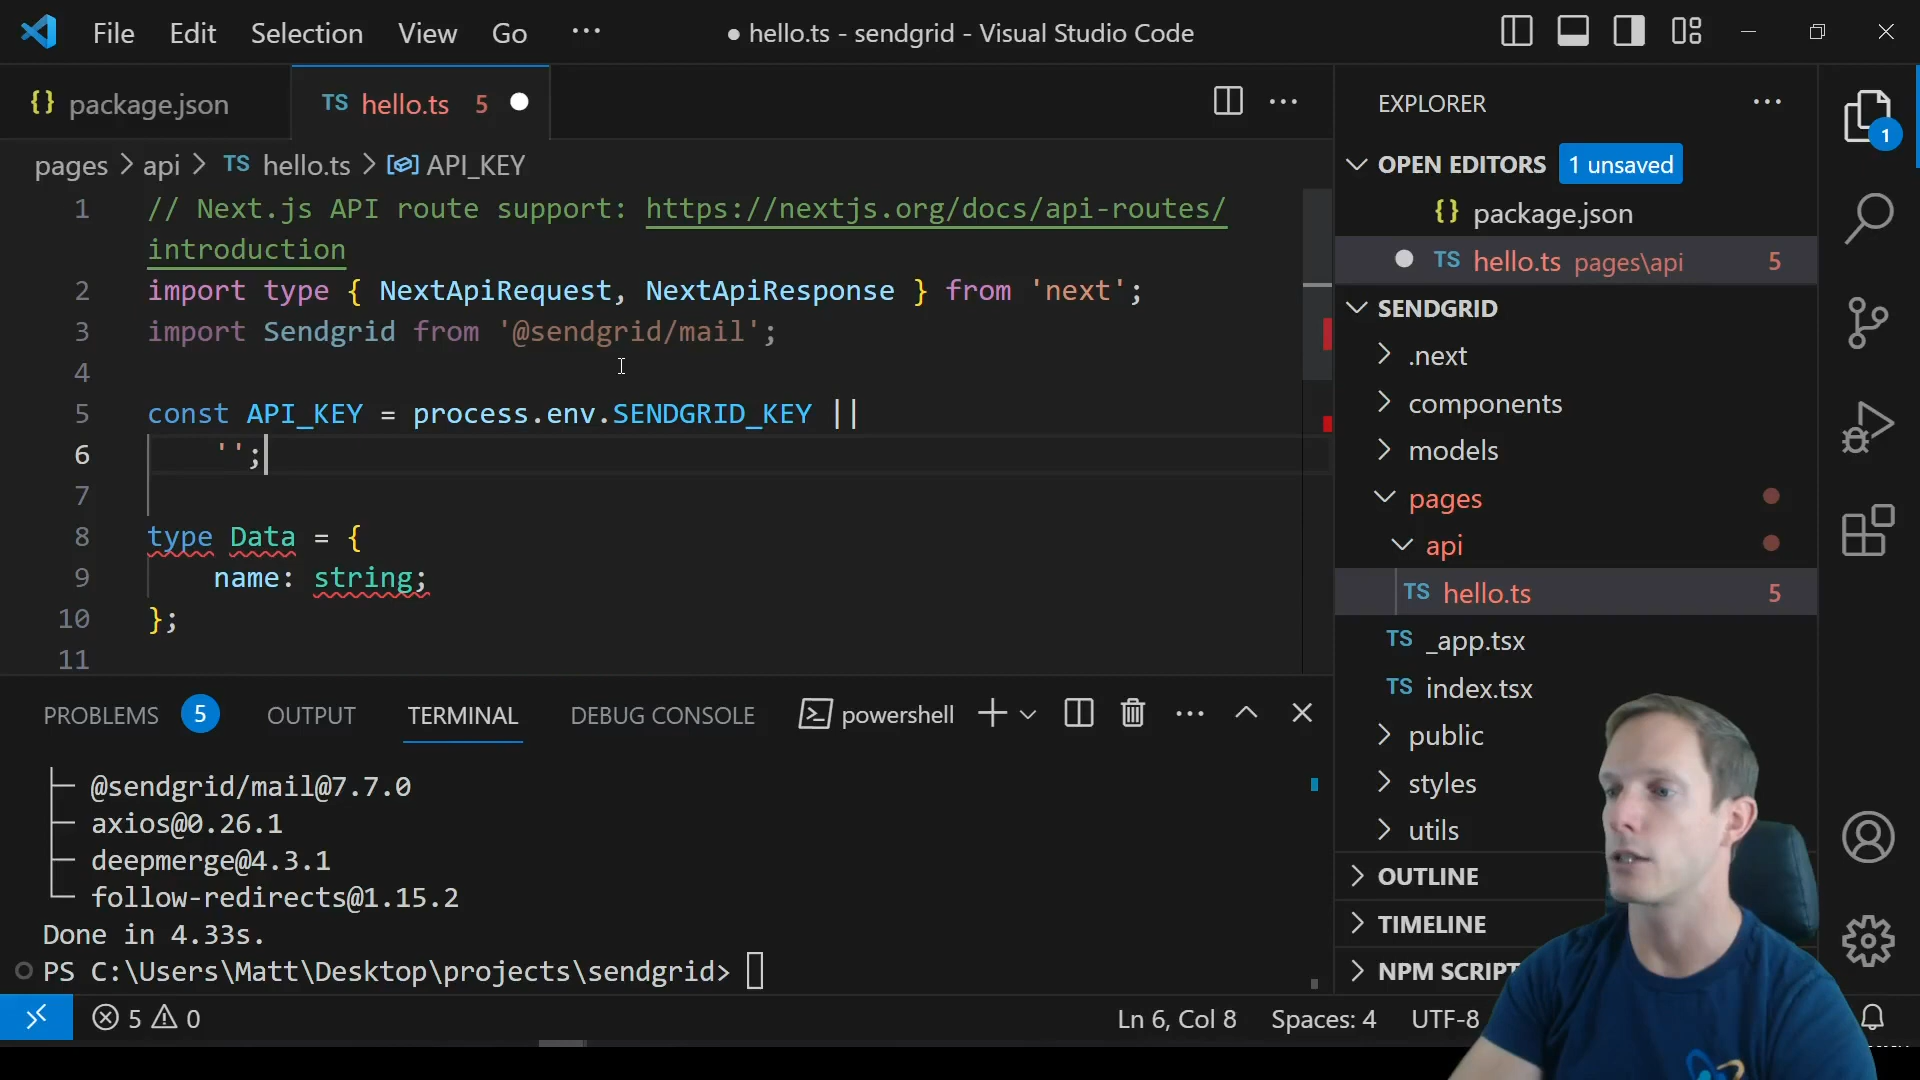 File Edit Selection View Go ··· ● hello.ts - sendgrid - Visual Studio Code
{} package.json TS hello.ts 5
pages > api > TS hello.ts > API_KEY
1 // Next.js API route support: https://nextjs.org/docs/api-routes/
introduction
2 import type { NextApiRequest, NextApiResponse } from 'next';
3 import Sendgrid from '@sendgrid/mail';
4
5 const API_KEY = process.env.SENDGRID_KEY ||
6 '';
7
8 type Data = {
9 name: string;
10 };
11
PROBLEMS 5 OUTPUT TERMINAL DEBUG CONSOLE powershell
├─ @sendgrid/mail@7.7.0
├─ axios@0.26.1
├─ deepmerge@4.3.1
└─ follow-redirects@1.15.2
Done in 4.33s.
PS C:\Users\Matt\Desktop\projects\sendgrid>
5 0 Ln 6, Col 8 Spaces: 4 UTF-8
EXPLORER
OPEN EDITORS 1 unsaved
{} package.json
TS hello.ts pages\api 5
SENDGRID
.next
components
models
pages
api
TS hello.ts 5
TS _app.tsx
TS index.tsx
public
styles
utils
OUTLINE
TIMELINE
NPM SCRIPT
1